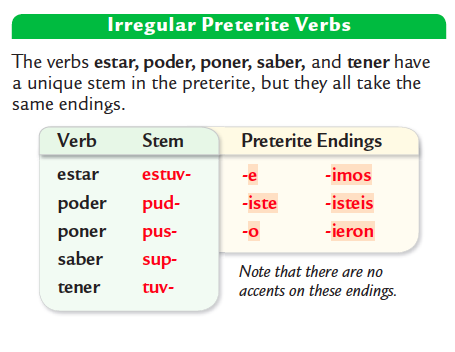 Irregular Preterite Verbs
The verbs estar, poder, poner, saber, and tener have
a unique stem in the preterite, but they all take the
same endings.
Verb Stem
estar estuv-
poder pud-
poner pus-
saber sup-
tener tuv-
Preterite Endings
-e -imos
-iste -isteis
-o -ieron
Note that there are no
accents on these endings.